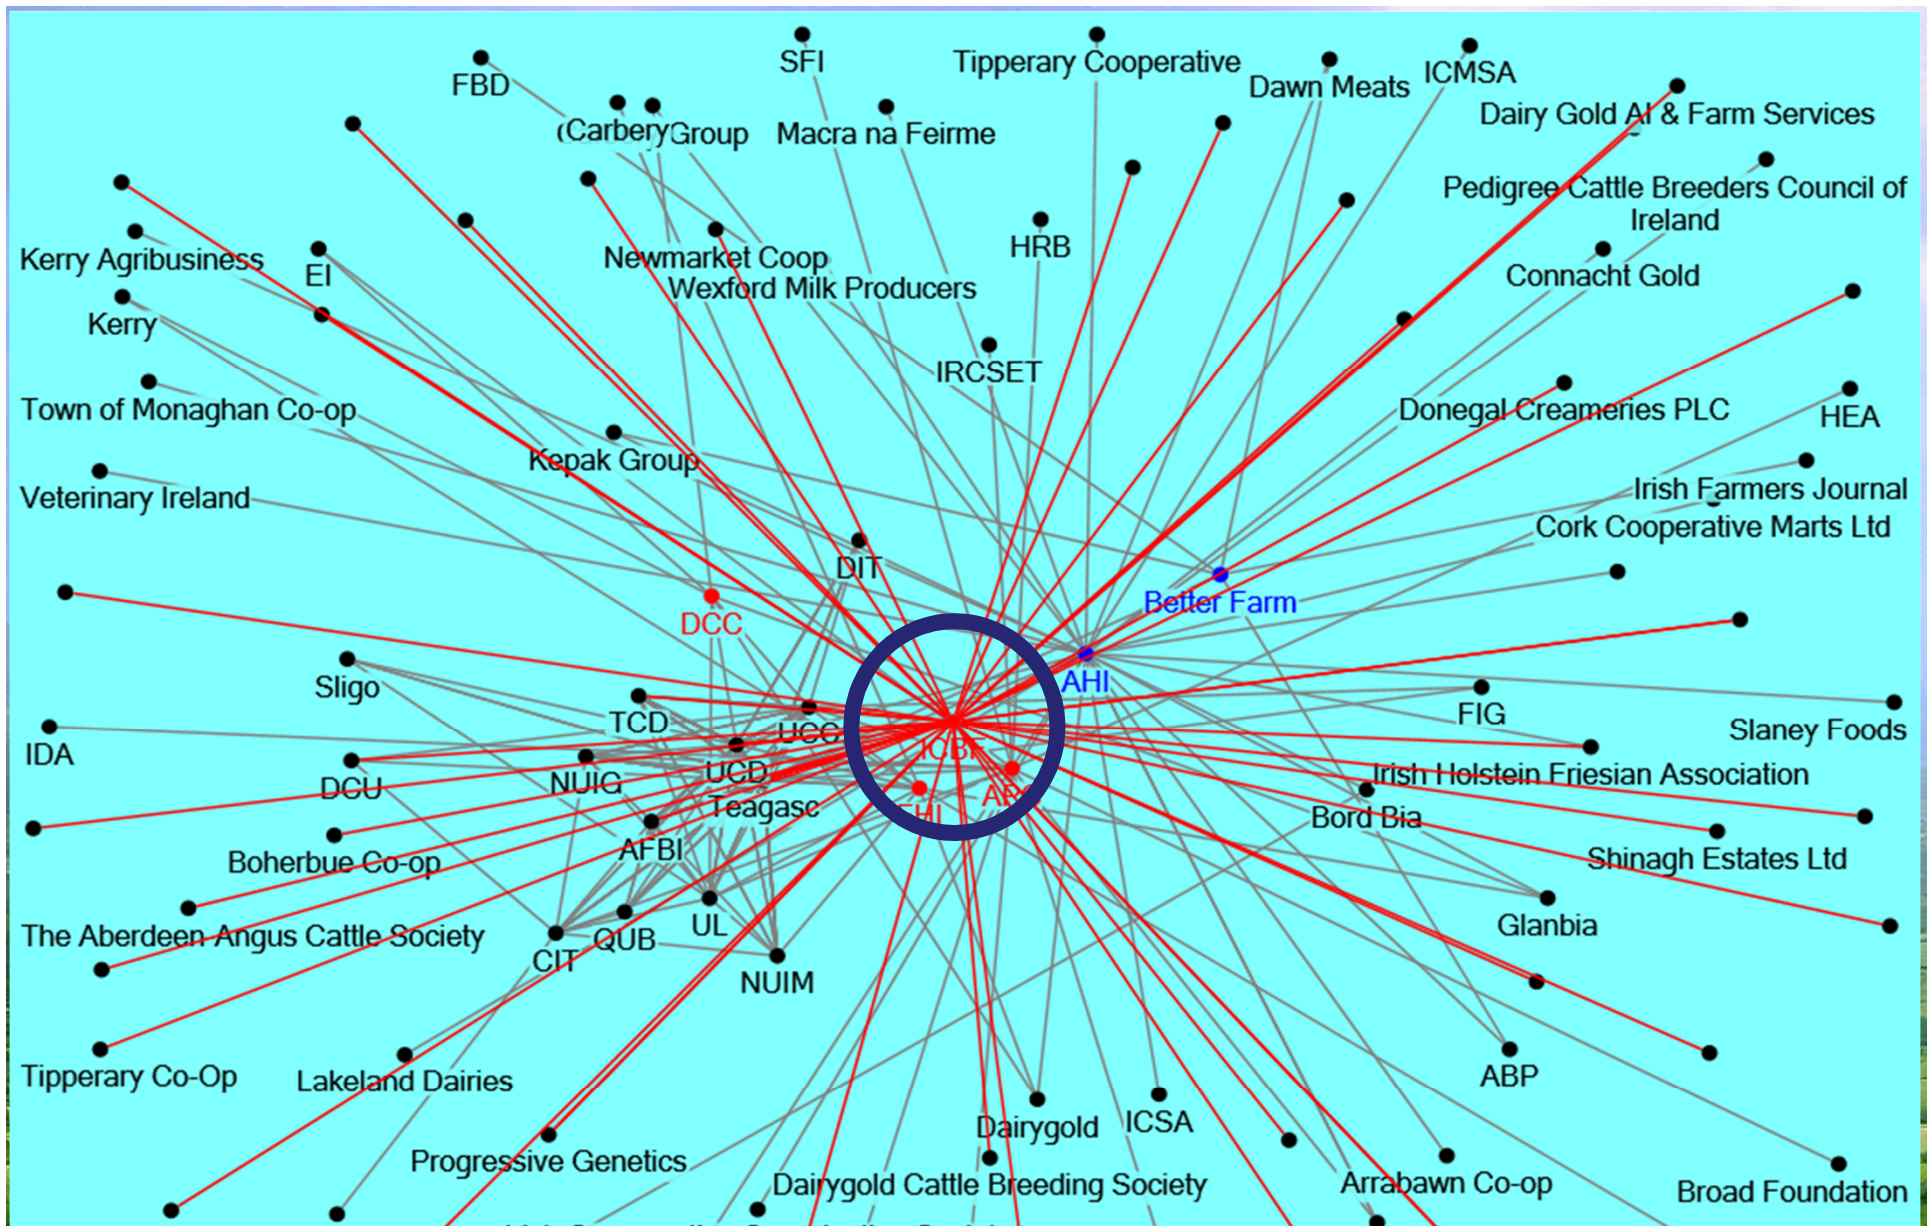 SFI
Tipperary Cooperative
FBD
Dawn Meats
ICMSA
Carbery Group
Macra na Feirme
Dairy Gold AI & Farm Services
Pedigree Cattle Breeders Council of
Ireland
Kerry Agribusiness
EI
Newmarket Coop
HRB
Connacht Gold
Wexford Milk Producers
Kerry
IRCSET
Town of Monaghan Co-op
Donegal Creameries PLC
HEA
Kepak Group
Veterinary Ireland
Irish Farmers Journal
Cork Cooperative Marts Ltd
DIT
Better Farm
DCC
Sligo
AHI
TCD
UCC
FIG
Slaney Foods
IDA
ICBF
DCU
NUIG
UCD
Irish Holstein Friesian Association
Teagasc
Bord Bia
AFBI
Boherbue Co-op
Shinagh Estates Ltd
The Aberdeen Angus Cattle Society
CIT
QUB
UL
Glanbia
NUIM
Tipperary Co-Op
Lakeland Dairies
ABP
Dairygold
ICSA
Progressive Genetics
Dairygold Cattle Breeding Society
Arrabawn Co-op
Broad Foundation